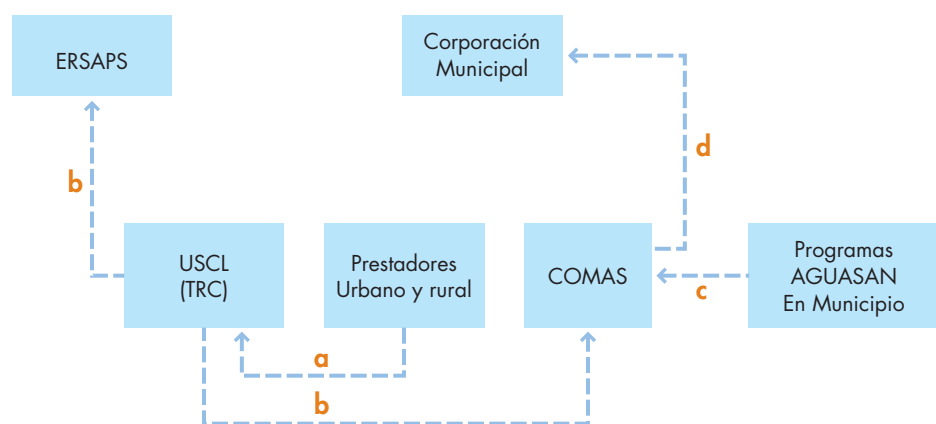 ERSAPS
Corporación
Municipal
d
b
USCL
(TRC)
Prestadores
Urbano y rural
COMAS
Programas
AGUASAN
En Municipio
c
a
b